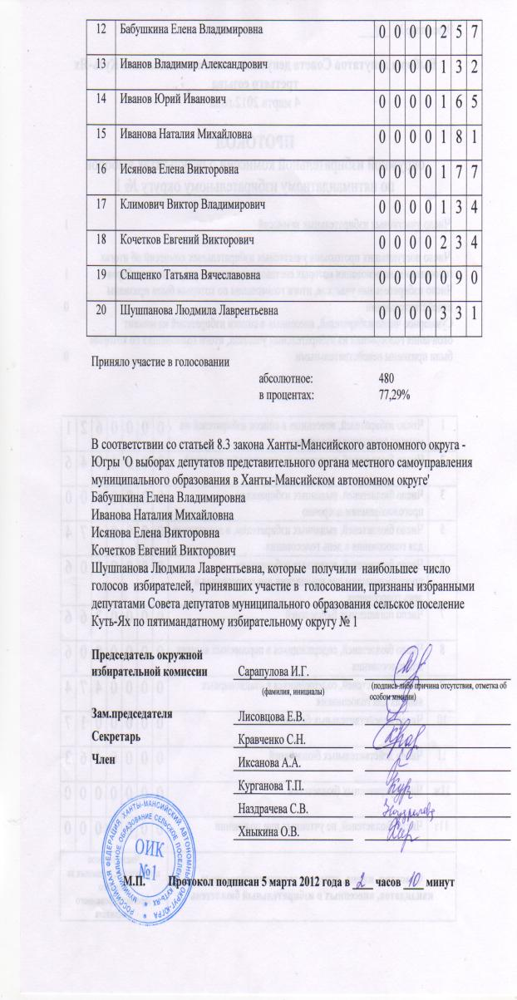 12 Бабушкина Елена Владимировна 0 0 0 0 2 5 7
13 Иванов Владимир Александрович 0 0 0 0 1 3 2
14 Иванов Юрий Иванович 0 0 0 0 1 6 5
15 Иванова Наталия Михайловна 0 0 0 0 1 8 1
16 Исянова Елена Викторовна 0 0 0 0 1 7 7
17 Климович Виктор Владимирович 0 0 0 0 1 3 4
18 Кочетков Евгений Викторович 0 0 0 0 2 3 4
19 Сыщенко Татьяна Вячеславовна 0 0 0 0 0 9 0
20 Шушпанова Людмила Лаврентьевна 0 0 0 0 3 3 1
Приняло участие в голосовании
абсолютное: 480
в процентах: 77,29%
В соответствии со статьей 8.3 закона Ханты-Мансийского автономного округа -
Югры 'О выборах депутатов представительного органа местного самоуправления
муниципального образования в Ханты-Мансийском автономном округе'
Бабушкина Елена Владимировна
Иванова Наталия Михайловна
Исянова Елена Викторовна
Кочетков Евгений Викторович
Шушпанова Людмила Лаврентьевна, которые получили наибольшее число
голосов избирателей, принявших участие в голосовании, признаны избранными
депутатами Совета депутатов муниципального образования сельское поселение
Куть-Ях по пятимандатному избирательному округу № 1
Председатель окружной
избирательной комиссии Сарапулова И.Г.
(фамилия, инициалы) (подпись либо причина отсутствия, отметка об
особом мнении)
Зам.председателя Лисовцова Е.В.
Секретарь Кравченко С.Н.
Член Иксанова А.А.
Курганова Т.П.
Наздрачева С.В.
Хныкина О.В.
РОССИЙСКАЯ ФЕДЕРАЦИЯ ХАНТЫ-МАНСИЙСКИЙ АВТОНОМНЫЙ ОКРУГ-ЮГРА
МУНИЦИПАЛЬНОЕ ОБРАЗОВАНИЕ СЕЛЬСКОЕ ПОСЕЛЕНИЕ КУТЬ-ЯХ
ОИК
№1
М.П. Протокол подписан 5 марта 2012 года в 2 часов 10 минут